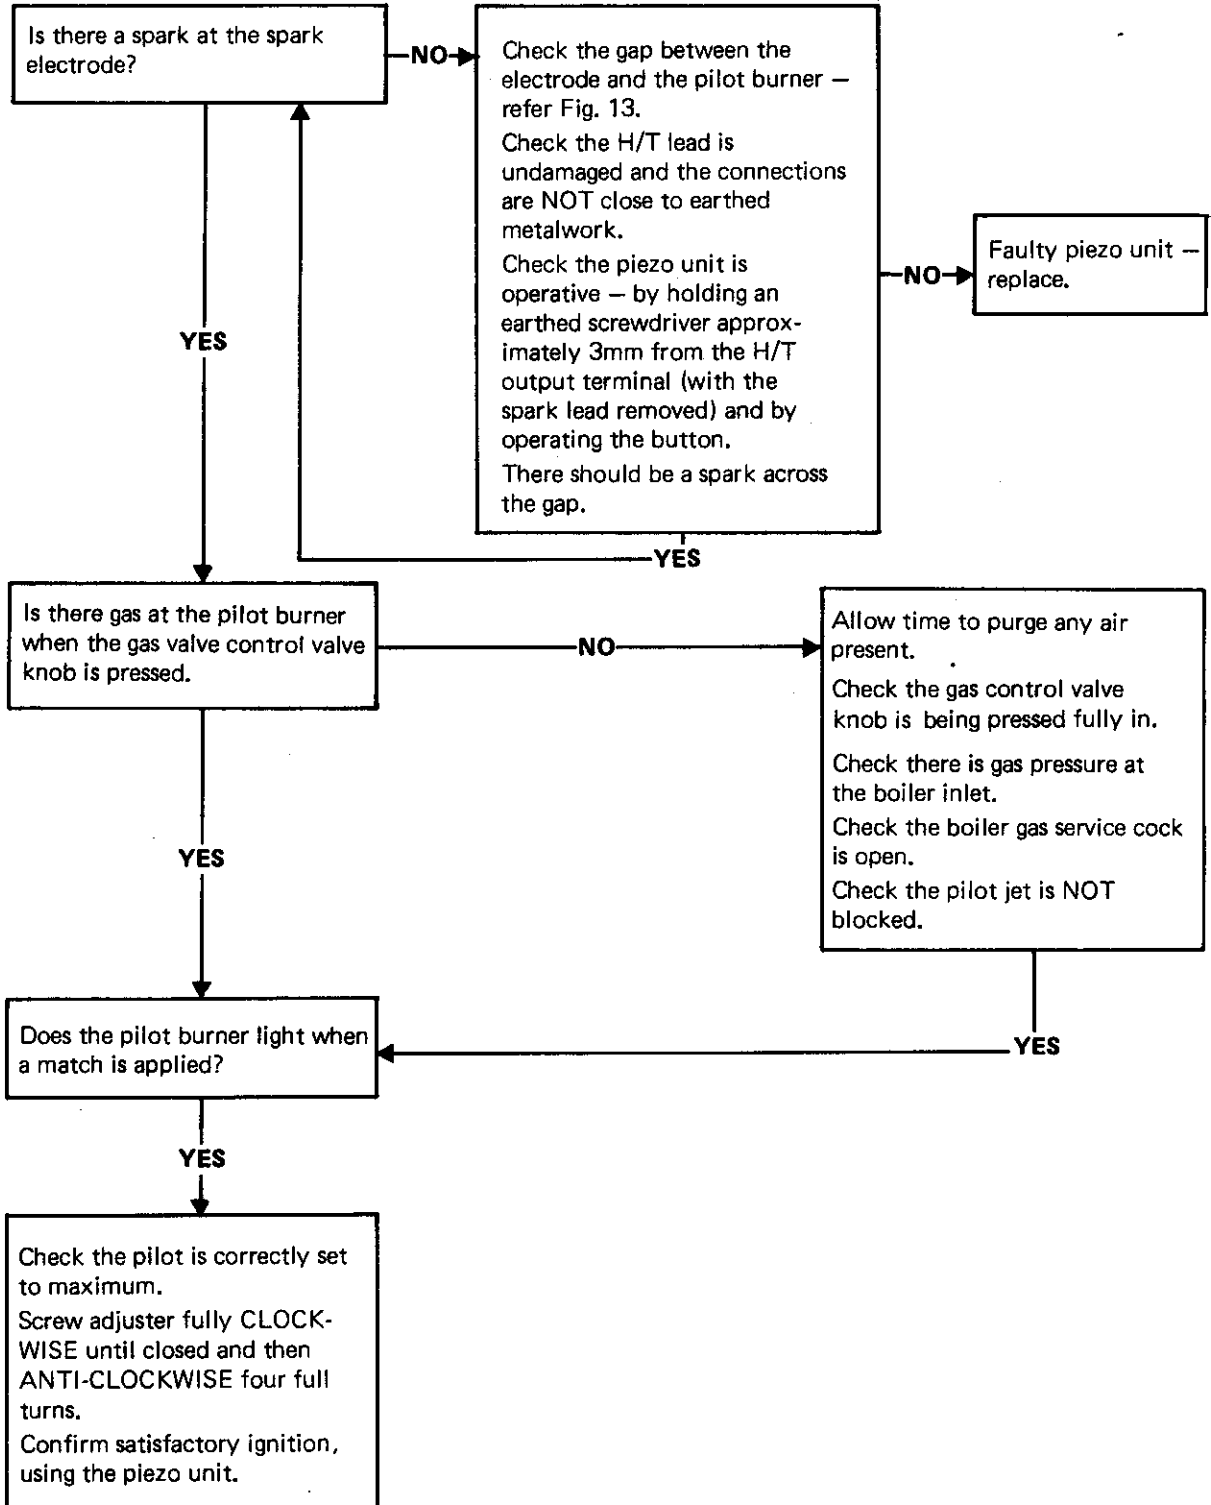 Is there a spark at the spark
electrode?
NO
Check the gap between the
electrode and the pilot burner –
refer Fig. 13.
Check the H/T lead is
undamaged and the connections
are NOT close to earthed
metalwork.
Check the piezo unit is
operative – by holding an
earthed screwdriver approx-
imately 3mm from the H/T
output terminal (with the
spark lead removed) and by
operating the button.
There should be a spark across
the gap.
NO
Faulty piezo unit –
replace.
YES
YES
Is there gas at the pilot burner
when the gas valve control valve
knob is pressed.
NO
Allow time to purge any air
present.
Check the gas control valve
knob is being pressed fully in.
Check there is gas pressure at
the boiler inlet.
Check the boiler gas service cock
is open.
Check the pilot jet is NOT
blocked.
YES
YES
Does the pilot burner light when
a match is applied?
YES
Check the pilot is correctly set
to maximum.
Screw adjuster fully CLOCK-
WISE until closed and then
ANTI-CLOCKWISE four full
turns.
Confirm satisfactory ignition,
using the piezo unit.